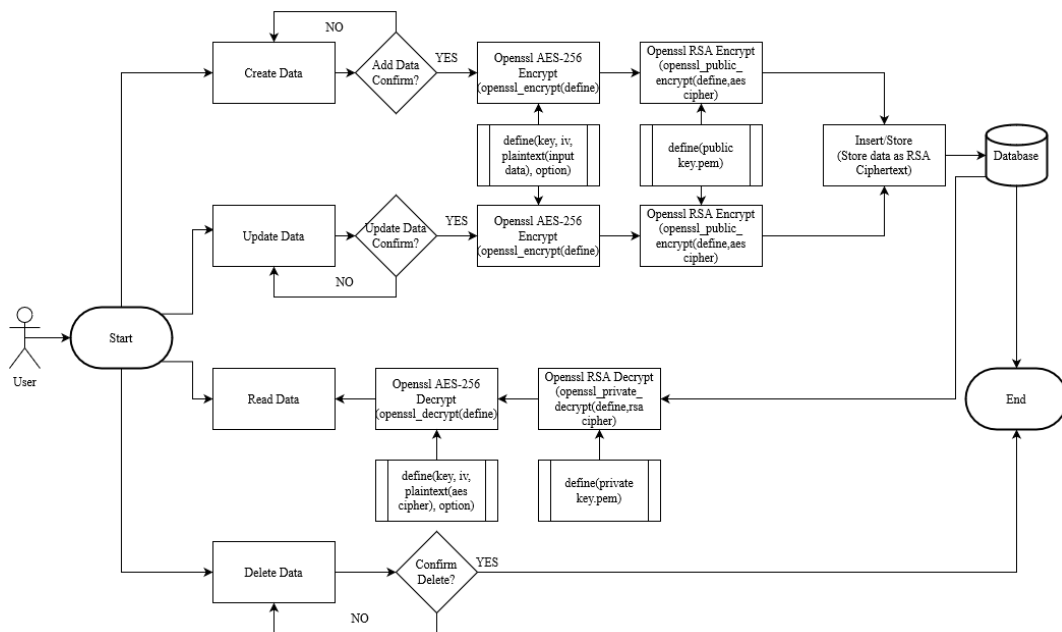 NO
Create Data
Add Data
Confirm?
YES
Openssl AES-256
Encrypt
(openssl_encrypt(define)
Openssl RSA Encrypt
(openssl_public_
encrypt(define,aes
cipher)
define(key, iv,
plaintext(input
data), option)
define(public
key.pem)
Insert/Store
(Store data as RSA
Ciphertext)
Database
Update Data
Update Data
Confirm?
YES
NO
Openssl AES-256
Encrypt
(openssl_encrypt(define)
Openssl RSA Encrypt
(openssl_public_
encrypt(define,aes
cipher)
User
Start
Read Data
Openssl AES-256
Decrypt
(openssl_decrypt(define)
Openssl RSA Decrypt
(openssl_private_
decrypt(define,rsa
cipher)
End
define(key, iv,
plaintext(aes
cipher), option)
define(private
key.pem)
Delete Data
Confirm
Delete?
YES
NO